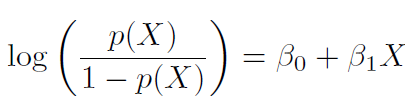 log ( p(X) / (1 − p(X)) ) = β₀ + β₁X